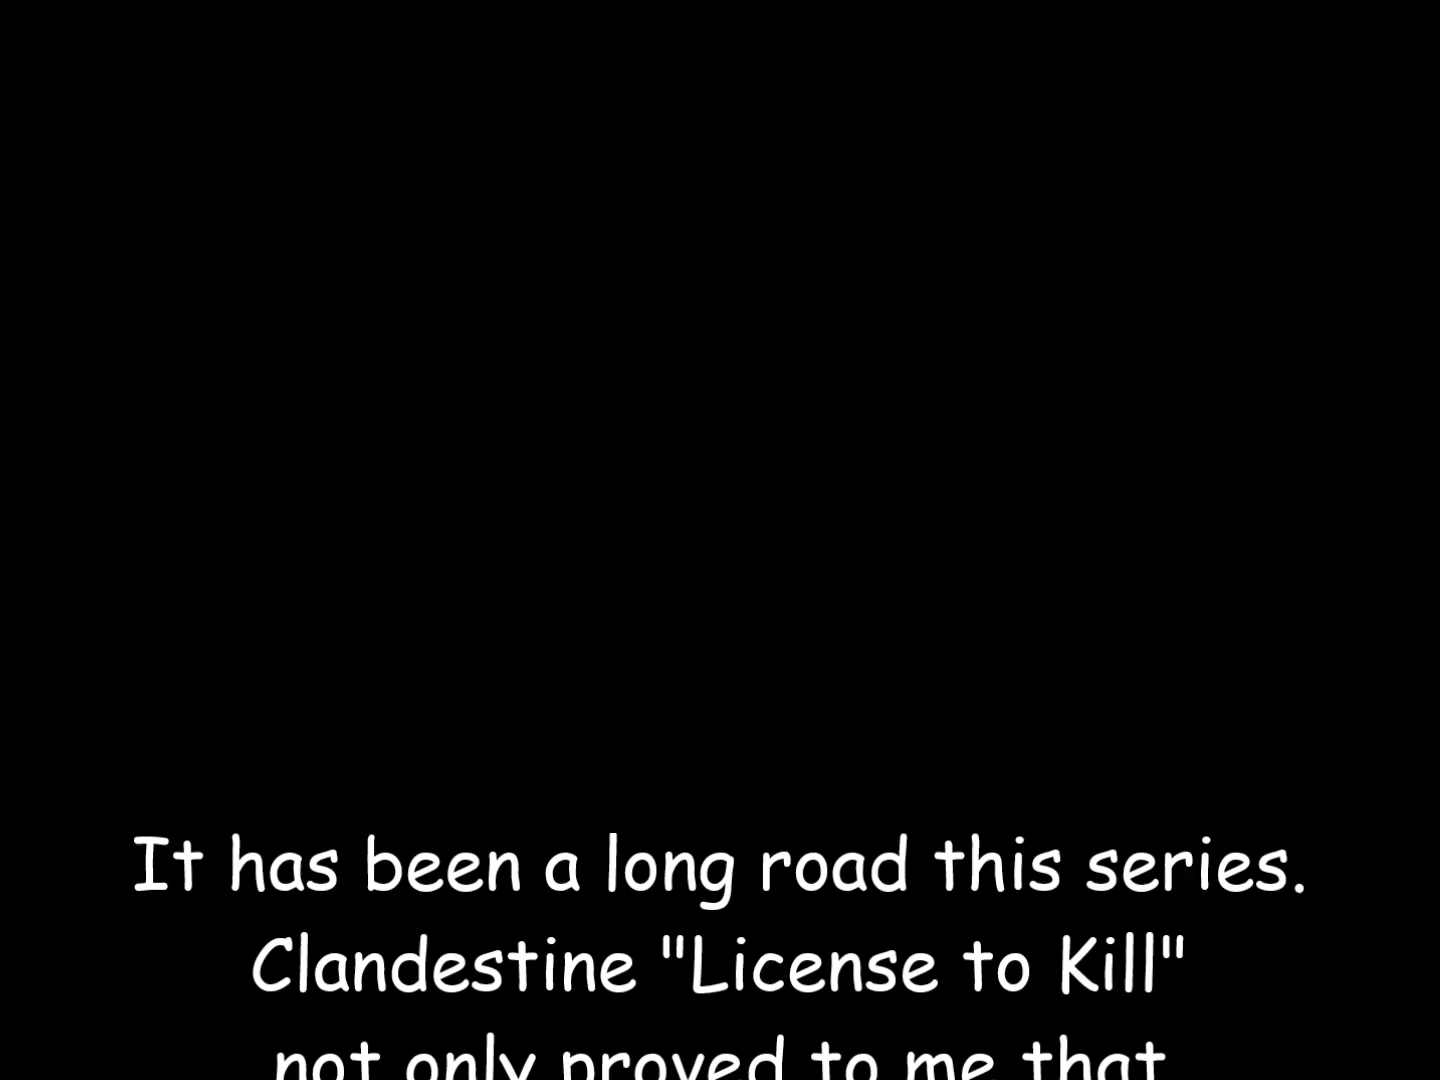 It has been a long road this series.
Clandestine "License to Kill"
not only proved to me that